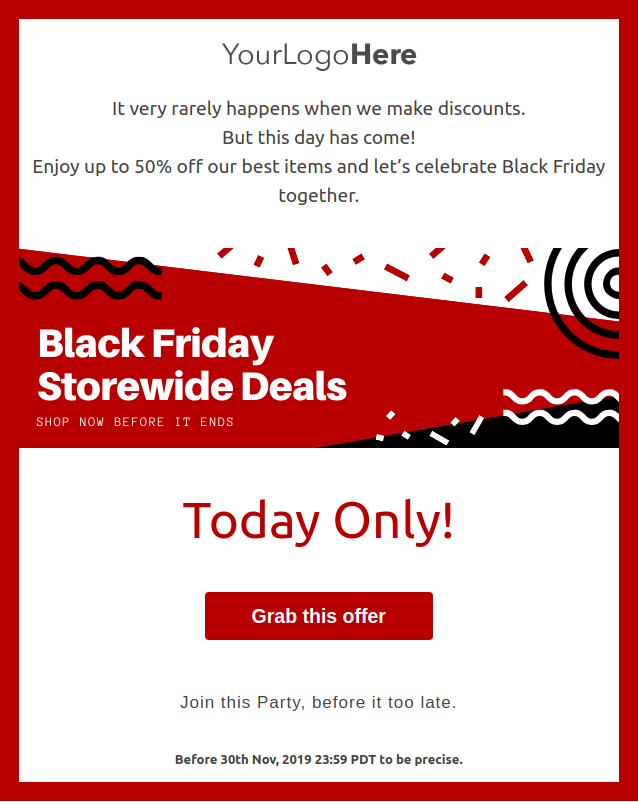 YourLogoHere
It very rarely happens when we make discounts.
But this day has come!
Enjoy up to 50% off our best items and let’s celebrate Black Friday
together.
Black Friday
Storewide Deals
SHOP NOW BEFORE IT ENDS
Today Only!
Grab this offer
Join this Party, before it too late.
Before 30th Nov, 2019 23:59 PDT to be precise.